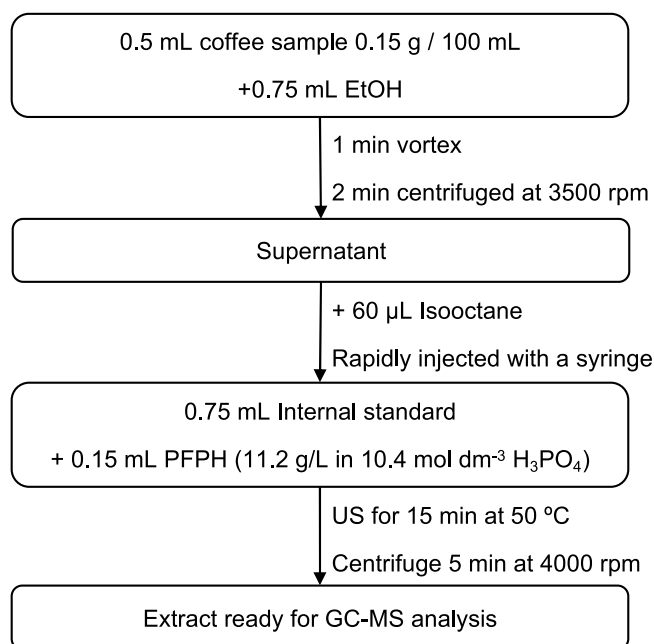 0.5 mL coffee sample 0.15 g / 100 mL
+0.75 mL EtOH
1 min vortex
2 min centrifuged at 3500 rpm
Supernatant
+ 60 µL Isooctane
Rapidly injected with a syringe
0.75 mL Internal standard
+ 0.15 mL PFPH (11.2 g/L in 10.4 mol dm⁻³ H₃PO₄)
US for 15 min at 50 ºC
Centrifuge 5 min at 4000 rpm
Extract ready for GC-MS analysis